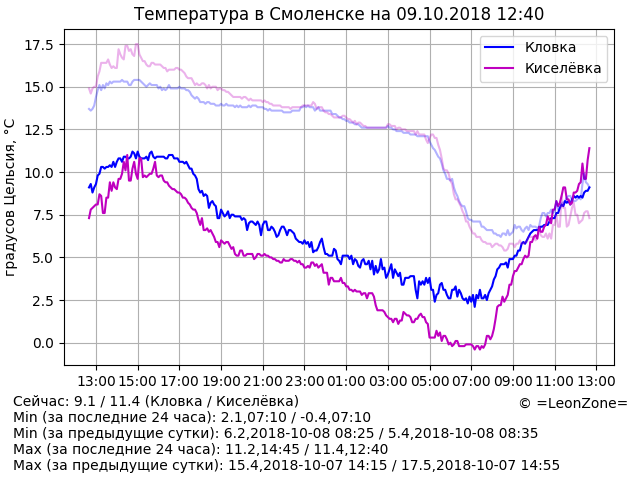 Температура в Смоленске на 09.10.2018 12:40
Кловка
Киселёвка
градусов Цельсия, °C
17.5
15.0
12.5
10.0
7.5
5.0
2.5
0.0
13:00 15:00 17:00 19:00 21:00 23:00 01:00 03:00 05:00 07:00 09:00 11:00 13:00
Сейчас: 9.1 / 11.4 (Кловка / Киселёвка)
© =LeonZone=
Min (за последние 24 часа): 2.1,07:10 / -0.4,07:10
Min (за предыдущие сутки): 6.2,2018-10-08 08:25 / 5.4,2018-10-08 08:35
Max (за последние 24 часа): 11.2,14:45 / 11.4,12:40
Max (за предыдущие сутки): 15.4,2018-10-07 14:15 / 17.5,2018-10-07 14:55